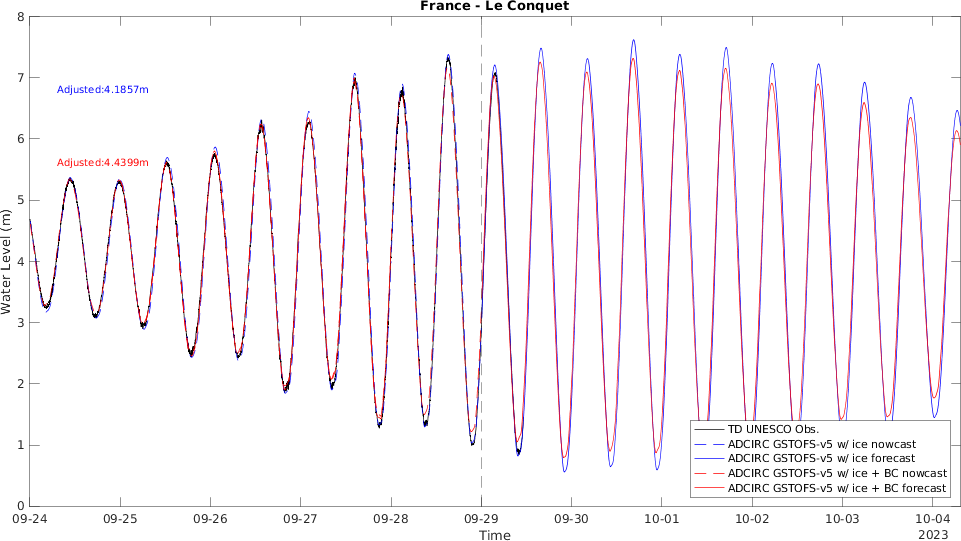 France - Le Conquet
8
7
6
5
4
3
2
1
0
Water Level (m)
Adjusted:4.1857m
Adjusted:4.4399m
TD UNESCO Obs.
ADCIRC GSTOFS-v5 w/ ice nowcast
ADCIRC GSTOFS-v5 w/ ice forecast
ADCIRC GSTOFS-v5 w/ ice + BC nowcast
ADCIRC GSTOFS-v5 w/ ice + BC forecast
09-24 09-25 09-26 09-27 09-28 09-29 09-30 10-01 10-02 10-03 10-04
Time
2023